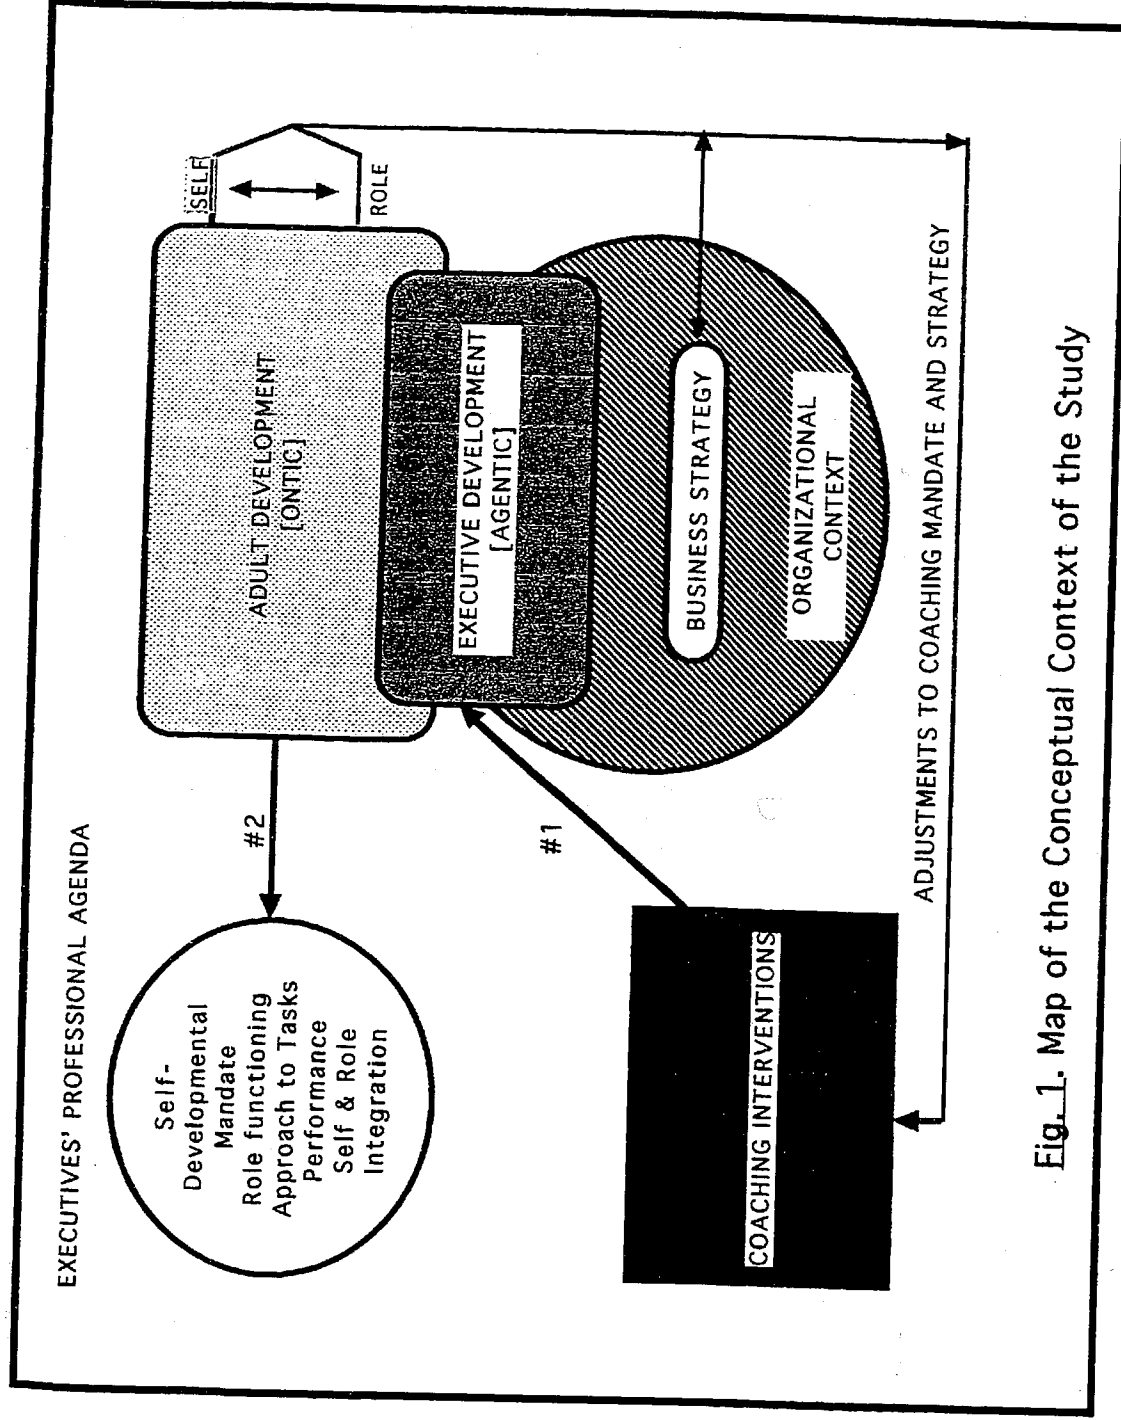 EXECUTIVES' PROFESSIONAL AGENDA
Self-
Developmental
Mandate
Role functioning
Approach to Tasks
Performance
Self & Role
Integration
#2
ADULT DEVELOPMENT
[ONTIC]
SELF
ROLE
EXECUTIVE DEVELOPMENT
[AGENTIC]
#1
BUSINESS STRATEGY
ORGANIZATIONAL
CONTEXT
COACHING INTERVENTIONS
ADJUSTMENTS TO COACHING MANDATE AND STRATEGY
Fig. 1. Map of the Conceptual Context of the Study